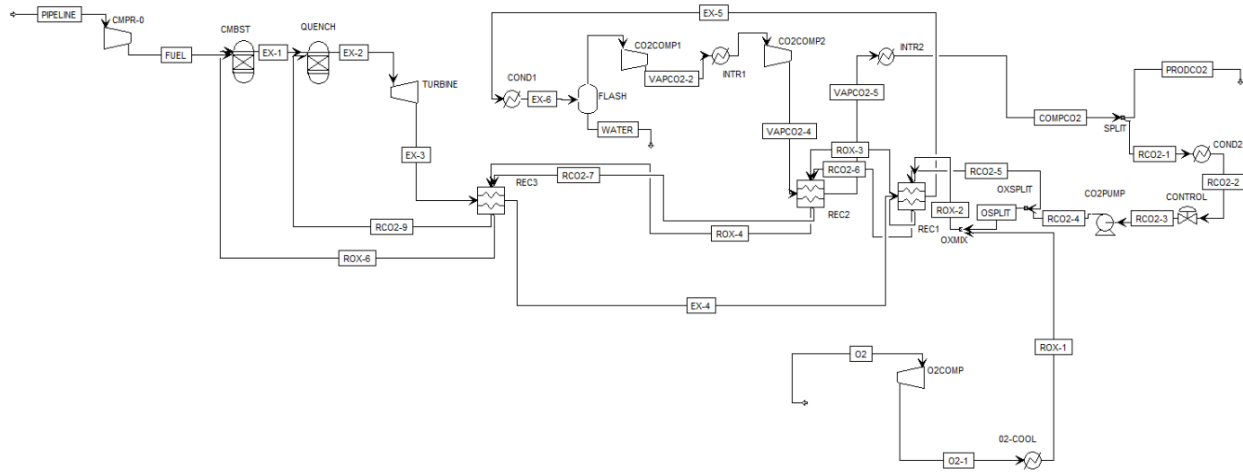 PIPELINE
CMPR-0
FUEL
CMBST
EX-1
QUENCH
EX-2
TURBINE
EX-3
EX-5
COND1
EX-6
FLASH
WATER
CO2COMP1
VAPCO2-2
INTR1
CO2COMP2
VAPCO2-4
VAPCO2-5
INTR2
COMPCO2
PRODCO2
SPLIT
RCO2-1
COND2
RCO2-2
CONTROL
RCO2-3
CO2PUMP
RCO2-4
OXSPLIT
RCO2-5
OSPLIT
OXMIX
ROX-2
REC1
ROX-3
RCO2-6
REC2
RCO2-7
REC3
RCO2-9
ROX-4
ROX-6
EX-4
ROX-1
O2
O2COMP
O2-1
02-COOL